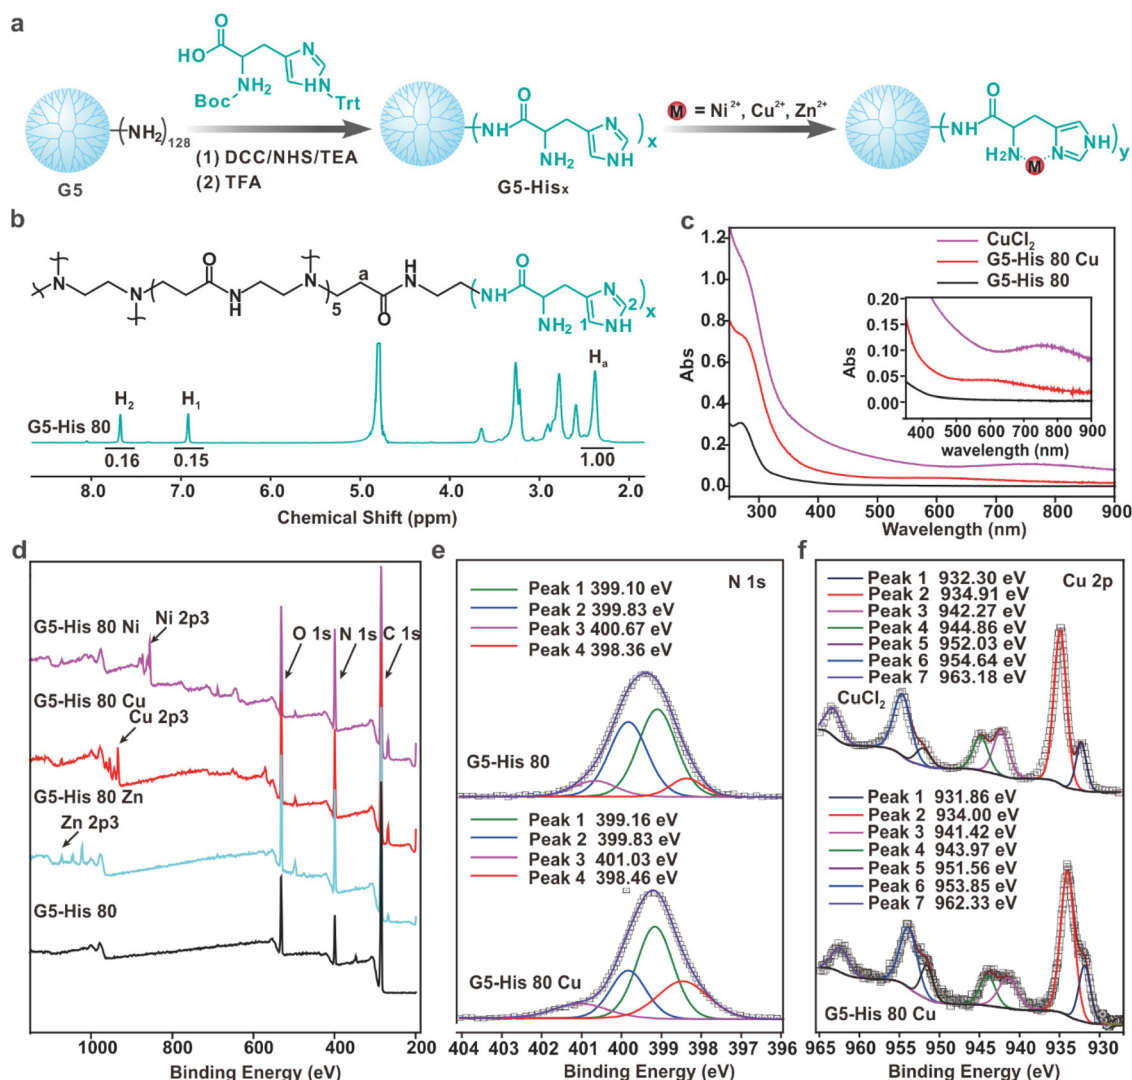 a
G5
(NH₂)₁₂₈
HO
O
NH₂
Boc
N
HN
Trt
(1) DCC/NHS/TEA
(2) TFA
NH
O
NH₂
N
NH
x
G5-Hisx
M = Ni²⁺, Cu²⁺, Zn²⁺
NH
O
H₂N
M
N
NH
y
b
N
N
O
N
H
N
5
a
O
H
N
NH
O
NH₂
1
2
N
NH
x
G5-His 80
H₂
H₁
Hₐ
0.16
0.15
1.00
8.0 7.0 6.0 5.0 4.0 3.0 2.0
Chemical Shift (ppm)
c
CuCl₂
G5-His 80 Cu
G5-His 80
Abs
1.2
1.0
0.8
0.6
0.4
0.2
0.0
300 400 500 600 700 800 900
Wavelength (nm)
Abs
0.20
0.15
0.10
0.05
0.00
400 500 600 700 800 900
wavelength (nm)
d
G5-His 80 Ni
Ni 2p3
O 1s N 1s C 1s
G5-His 80 Cu
Cu 2p3
G5-His 80 Zn
Zn 2p3
G5-His 80
1000 800 600 400 200
Binding Energy (eV)
e
N 1s
Peak 1 399.10 eV
Peak 2 399.83 eV
Peak 3 400.67 eV
Peak 4 398.36 eV
G5-His 80
Peak 1 399.16 eV
Peak 2 399.83 eV
Peak 3 401.03 eV
Peak 4 398.46 eV
G5-His 80 Cu
404 403 402 401 400 399 398 397 396
Binding Energy (eV)
f
Cu 2p
Peak 1 932.30 eV
Peak 2 934.91 eV
Peak 3 942.27 eV
Peak 4 944.86 eV
Peak 5 952.03 eV
Peak 6 954.64 eV
Peak 7 963.18 eV
CuCl₂
Peak 1 931.86 eV
Peak 2 934.00 eV
Peak 3 941.42 eV
Peak 4 943.97 eV
Peak 5 951.56 eV
Peak 6 953.85 eV
Peak 7 962.33 eV
G5-His 80 Cu
965 960 955 950 945 940 935 930
Binding Energy (eV)